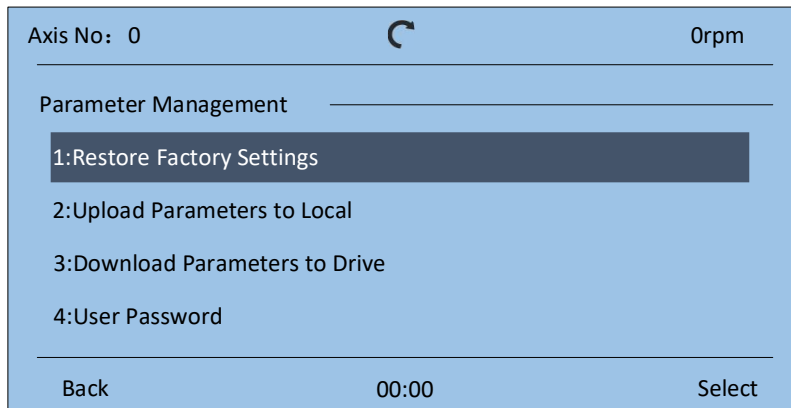 Axis No：0 0rpm
Parameter Management
1:Restore Factory Settings
2:Upload Parameters to Local
3:Download Parameters to Drive
4:User Password
Back 00:00 Select